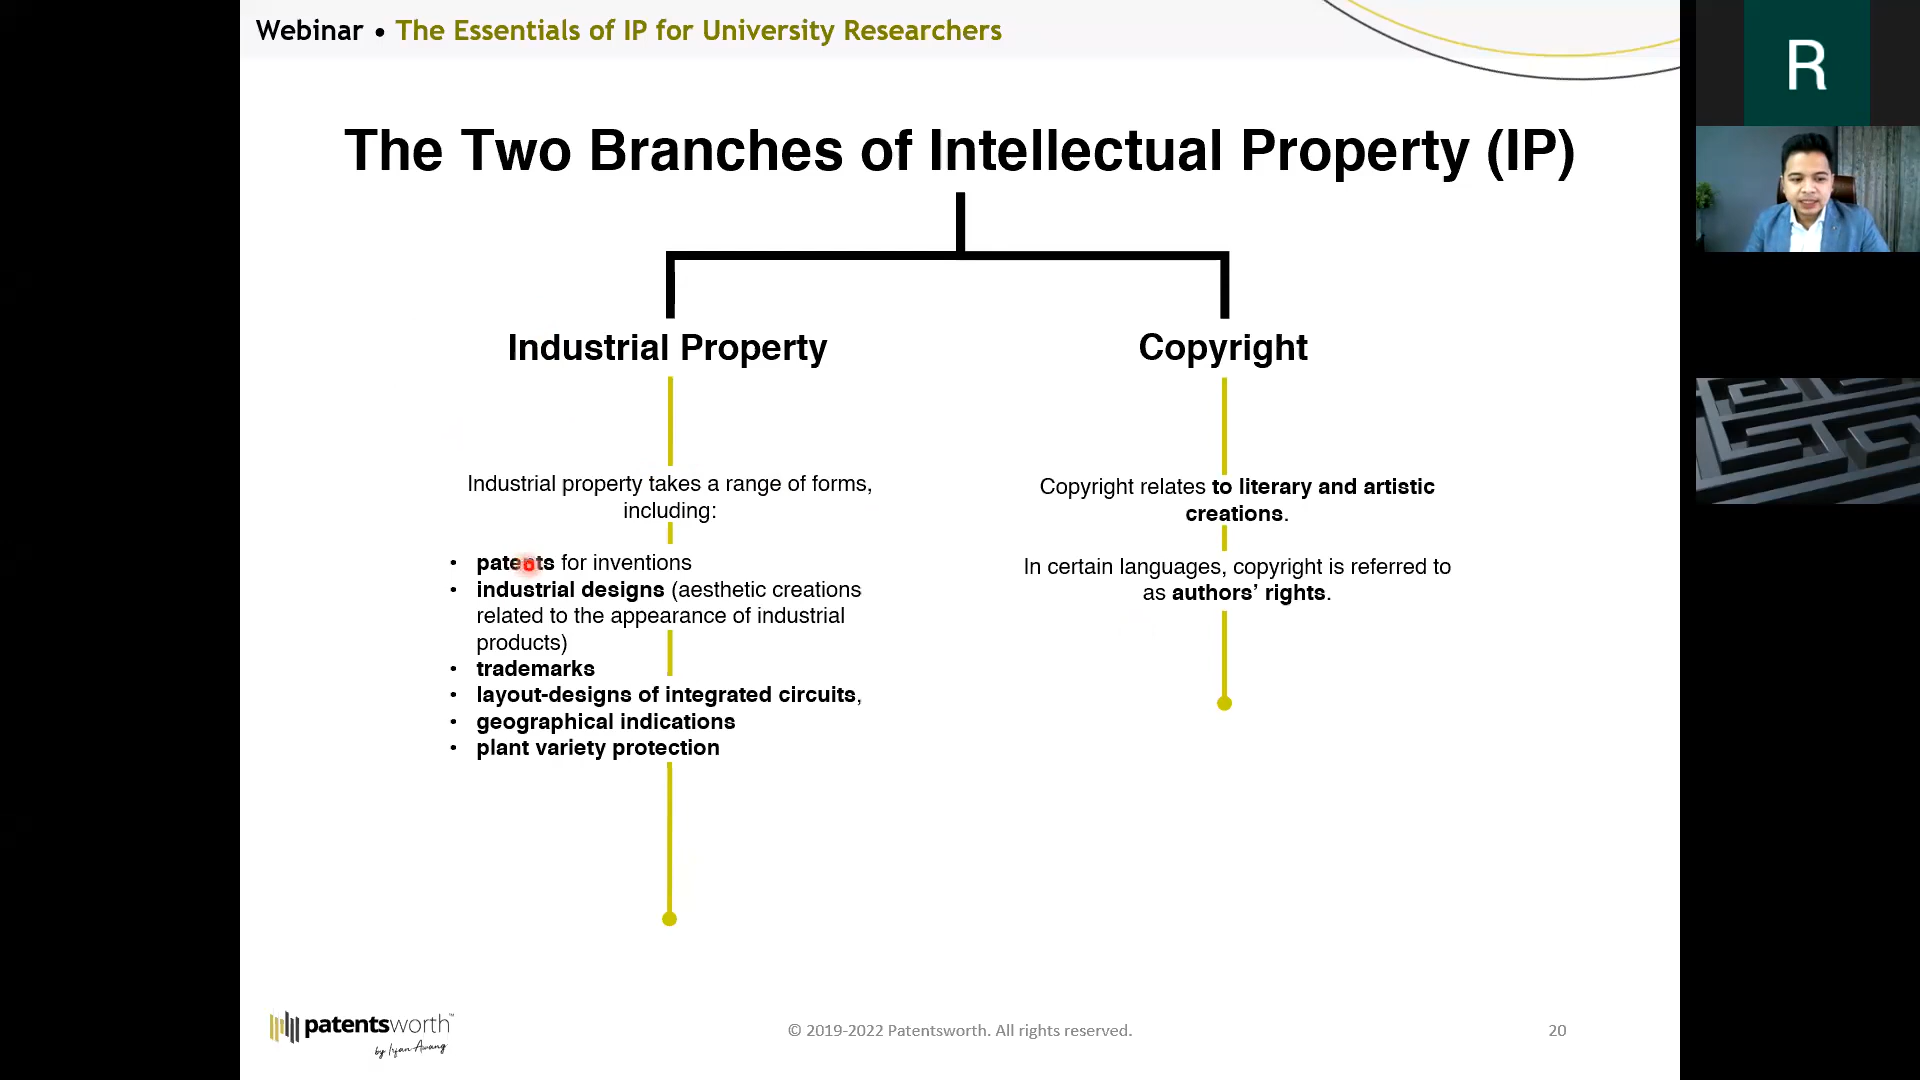 Webinar • The Essentials of IP for University Researchers
R
The Two Branches of Intellectual Property (IP)
Industrial Property
Copyright
Industrial property takes a range of forms,
including:
• patents for inventions
• industrial designs (aesthetic creations
related to the appearance of industrial
products)
• trademarks
• layout-designs of integrated circuits,
• geographical indications
• plant variety protection
Copyright relates to literary and artistic
creations.
In certain languages, copyright is referred to
as authors’ rights.
patentsworth™
by Irfan Awang
© 2019-2022 Patentsworth. All rights reserved.
20